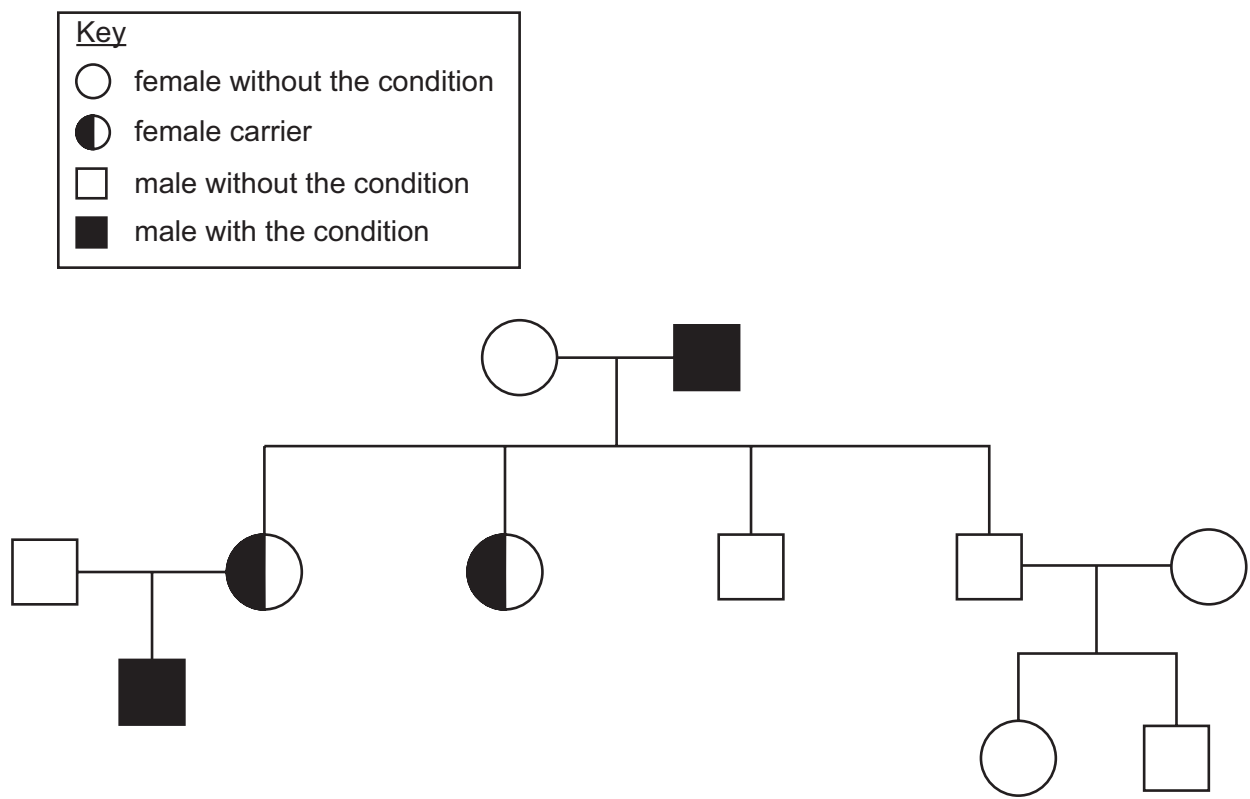 Key
female without the condition
female carrier
male without the condition
male with the condition